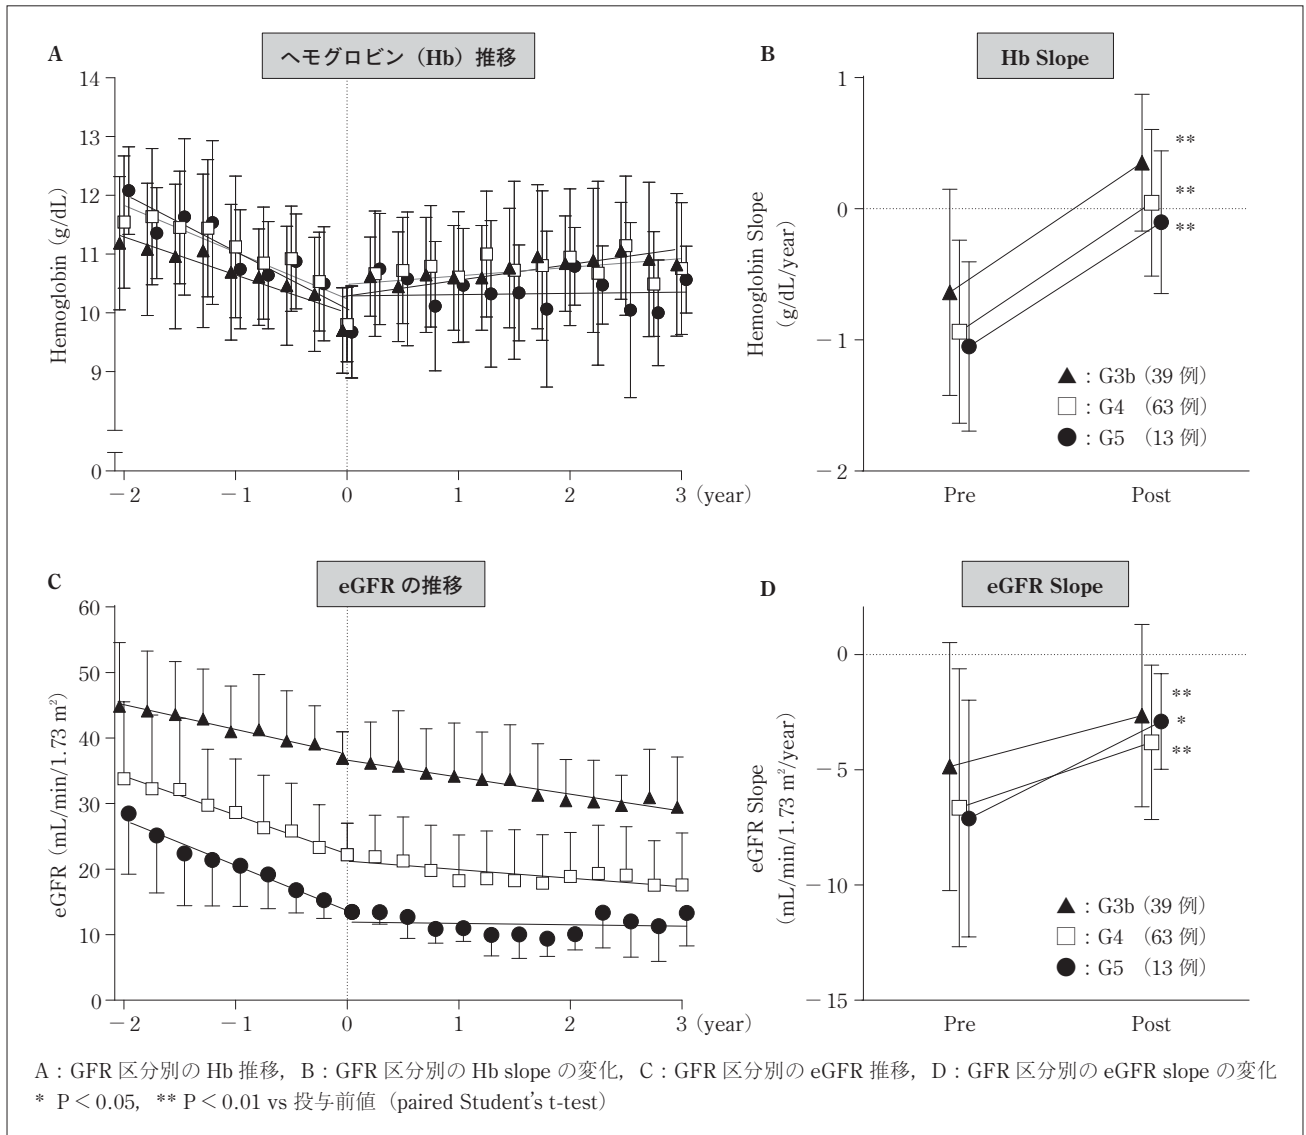 A
ヘモグロビン（Hb）推移
Hemoglobin（g/dL）
14
13
12
11
10
9
0
－2
－1
0
1
2
3（year）
B
Hb Slope
Hemoglobin Slope
（g/dL/year）
1
0
－1
－2
**
**
**
▲：G3b（39 例）
□：G4 （63 例）
●：G5 （13 例）
Pre
Post
C
eGFR の推移
eGFR（mL/min/1.73 m²）
60
50
40
30
20
10
0
－2
－1
0
1
2
3（year）
D
eGFR Slope
eGFR Slope
（mL/min/1.73 m²/year）
0
－5
－10
－15
**
*
**
▲：G3b（39 例）
□：G4 （63 例）
●：G5 （13 例）
Pre
Post
A：GFR 区分別の Hb 推移，B：GFR 区分別の Hb slope の変化，C：GFR 区分別の eGFR 推移，D：GFR 区分別の eGFR slope の変化
* P＜0.05，** P＜0.01 vs 投与前値（paired Student's t-test）